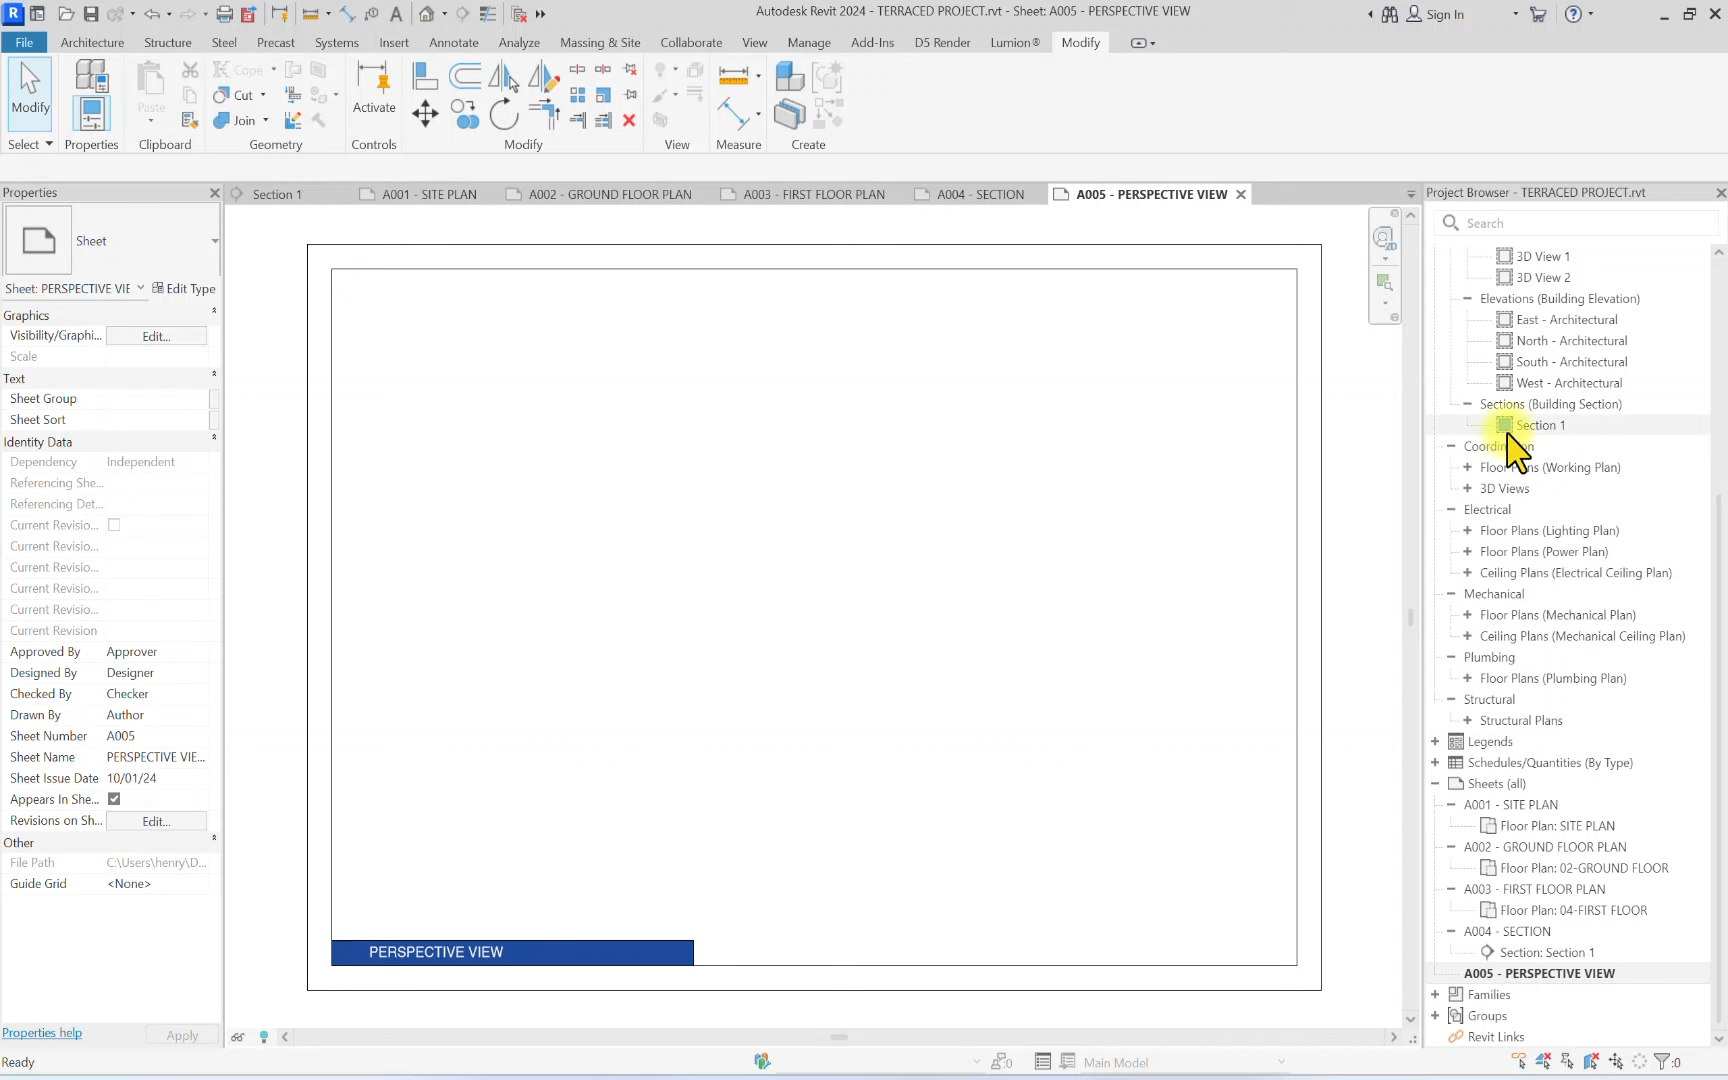 Autodesk Revit 2024 - TERRACED PROJECT.rvt - Sheet: A005 - PERSPECTIVE VIEW
Sign In
File Architecture Structure Steel Precast Systems Insert Annotate Analyze Massing & Site Collaborate View Manage Add-Ins D5 Render Lumion® Modify
Modify Paste Cope Cut Join Activate
Select Properties Clipboard Geometry Controls Modify View Measure Create
Properties
Section 1 A001 - SITE PLAN A002 - GROUND FLOOR PLAN A003 - FIRST FLOOR PLAN A004 - SECTION A005 - PERSPECTIVE VIEW
Project Browser - TERRACED PROJECT.rvt
Sheet
Search
Sheet: PERSPECTIVE VIE Edit Type
Graphics
Visibility/Graphi... Edit...
Scale
Text
Sheet Group
Sheet Sort
Identity Data
Dependency Independent
Referencing She...
Referencing Det...
Current Revisio...
Current Revisio...
Current Revisio...
Current Revisio...
Current Revisio...
Current Revision
Approved By Approver
Designed By Designer
Checked By Checker
Drawn By Author
Sheet Number A005
Sheet Name PERSPECTIVE VIE...
Sheet Issue Date 10/01/24
Appears In She...
Revisions on Sh... Edit...
Other
File Path C:\Users\henry\D...
Guide Grid <None>
Properties help Apply
PERSPECTIVE VIEW
3D View 1
3D View 2
Elevations (Building Elevation)
East - Architectural
North - Architectural
South - Architectural
West - Architectural
Sections (Building Section)
Section 1
Floor (Working Plan)
3D Views
Electrical
Floor Plans (Lighting Plan)
Floor Plans (Power Plan)
Ceiling Plans (Electrical Ceiling Plan)
Mechanical
Floor Plans (Mechanical Plan)
Ceiling Plans (Mechanical Ceiling Plan)
Plumbing
Floor Plans (Plumbing Plan)
Structural
Structural Plans
Legends
Schedules/Quantities (By Type)
Sheets (all)
A001 - SITE PLAN
Floor Plan: SITE PLAN
A002 - GROUND FLOOR PLAN
Floor Plan: 02-GROUND FLOOR
A003 - FIRST FLOOR PLAN
Floor Plan: 04-FIRST FLOOR
A004 - SECTION
Section: Section 1
A005 - PERSPECTIVE VIEW
Families
Groups
Revit Links
Ready :0 Main Model :0